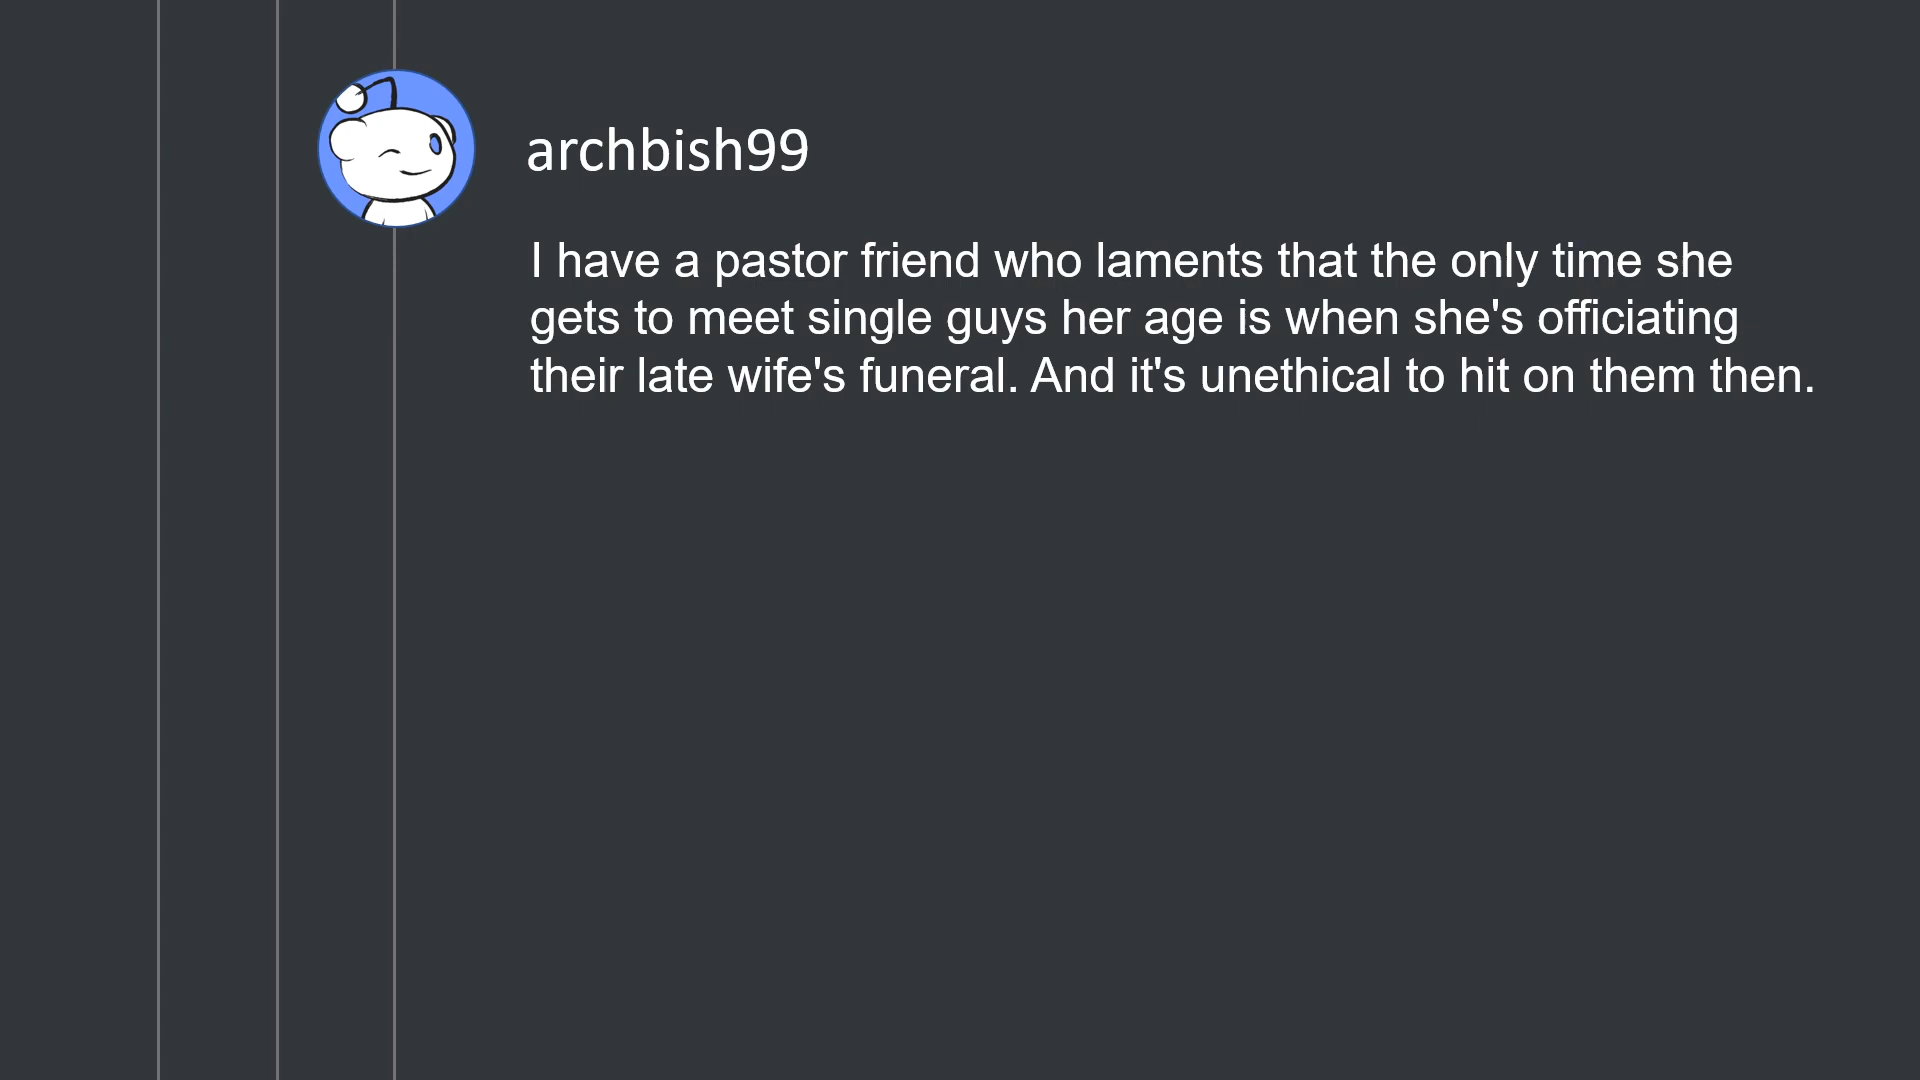 archbish99
I have a pastor friend who laments that the only time she
gets to meet single guys her age is when she's officiating
their late wife's funeral. And it's unethical to hit on them then.